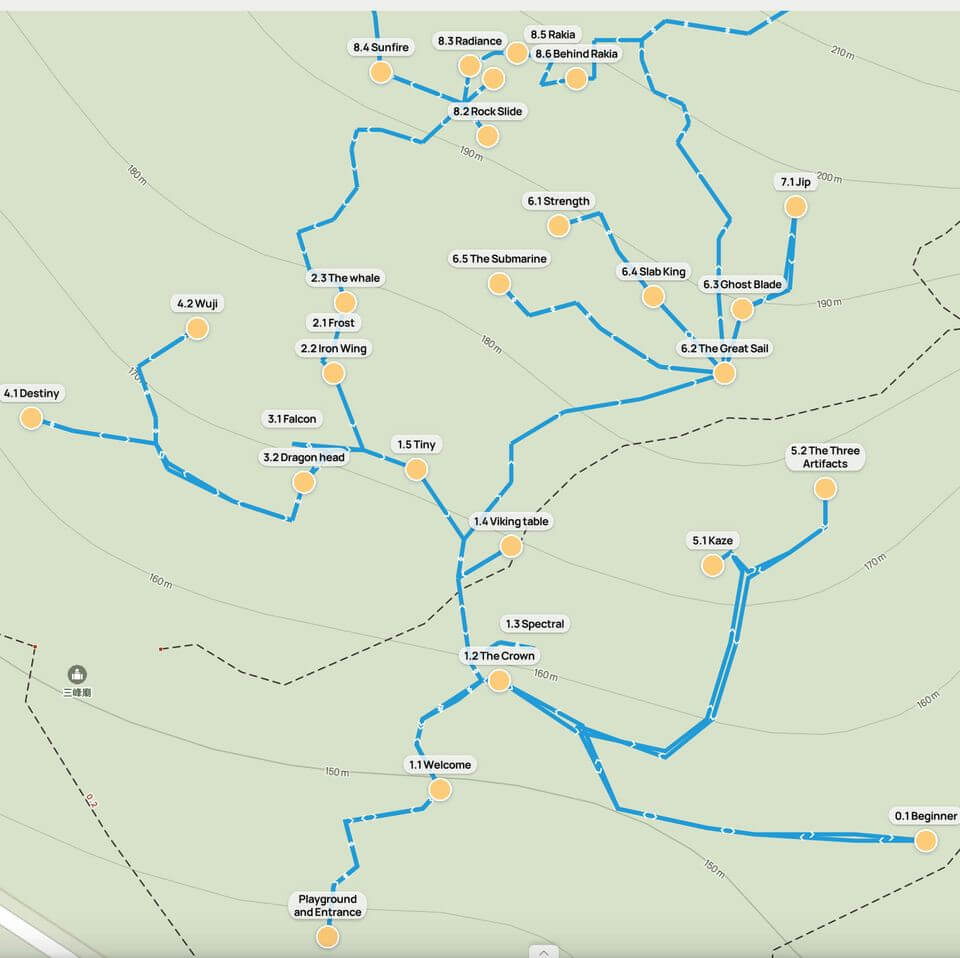 210 m
8.5 Rakia
8.3 Radiance
8.4 Sunfire
8.6 Behind Rakia
8.2 Rock Slide
190 m
180 m
200 m
7.1 Jip
6.1 Strength
6.5 The Submarine
6.4 Slab King
2.3 The whale
6.3 Ghost Blade
4.2 Wuji
190 m
2.1 Frost
180 m
2.2 Iron Wing
6.2 The Great Sail
170 m
4.1 Destiny
3.1 Falcon
1.5 Tiny
3.2 Dragon head
5.2 The Three
Artifacts
1.4 Viking table
5.1 Kaze
170 m
160 m
1.3 Spectral
1.2 The Crown
160 m
三峰廟
160 m
1.1 Welcome
150 m
0.2
0.1 Beginner
150 m
Playground
and Entrance